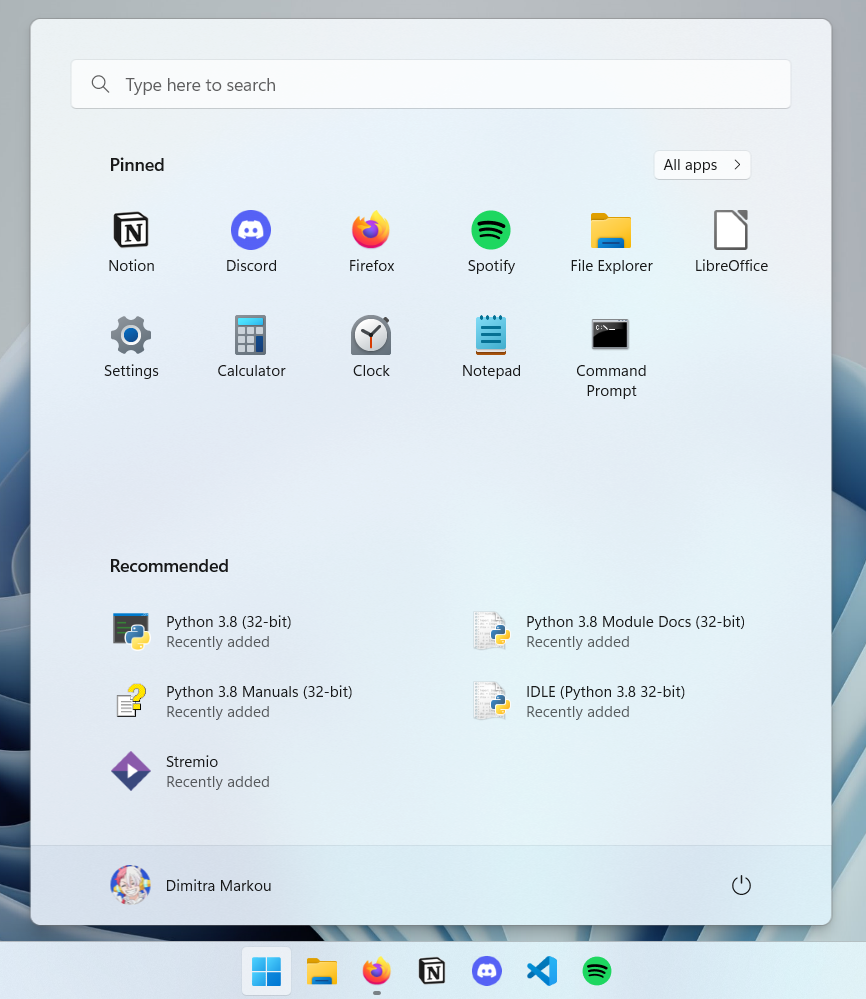 Type here to search
Pinned
All apps
Notion
Discord
Firefox
Spotify
File Explorer
LibreOffice
Settings
Calculator
Clock
Notepad
Command
Prompt
Recommended
Python 3.8 (32-bit)
Recently added
Python 3.8 Module Docs (32-bit)
Recently added
Python 3.8 Manuals (32-bit)
Recently added
IDLE (Python 3.8 32-bit)
Recently added
Stremio
Recently added
Dimitra Markou